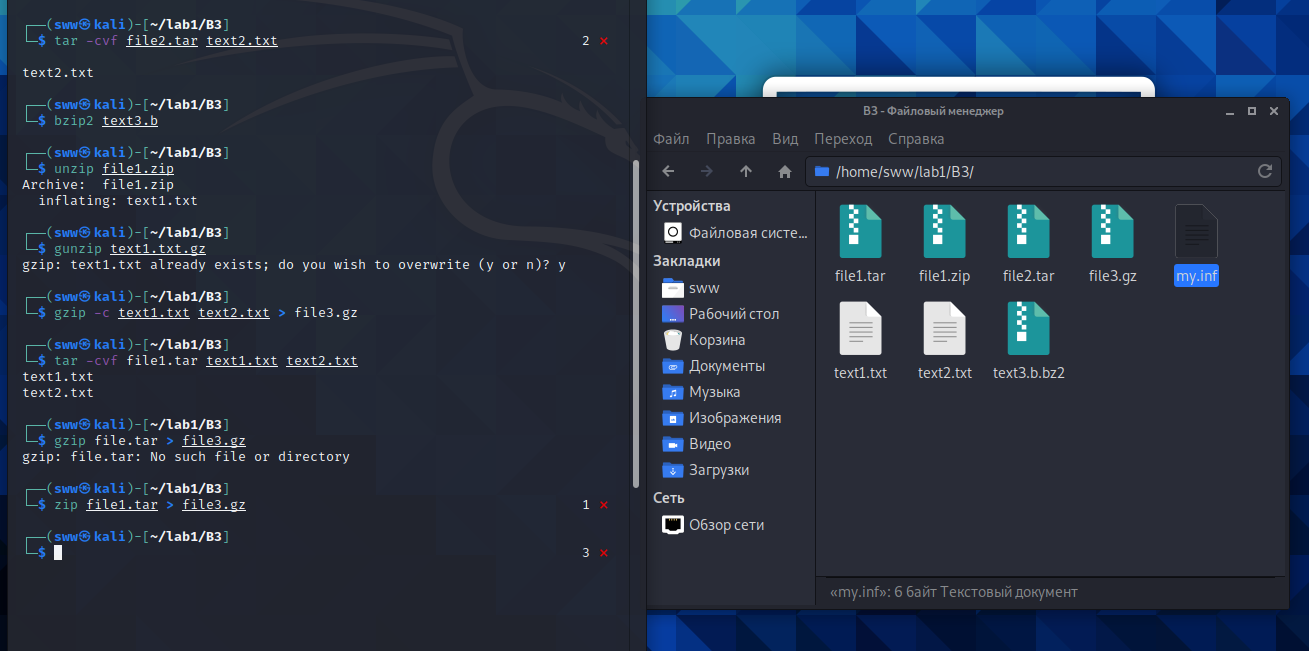 ┌──(sww㉿kali)-[~/lab1/B3]
└─$ tar -cvf file2.tar text2.txt 2 ⨯
text2.txt
┌──(sww㉿kali)-[~/lab1/B3]
└─$ bzip2 text3.b
┌──(sww㉿kali)-[~/lab1/B3]
└─$ unzip file1.zip
Archive:  file1.zip
  inflating: text1.txt
┌──(sww㉿kali)-[~/lab1/B3]
└─$ gunzip text1.txt.gz
gzip: text1.txt already exists; do you wish to overwrite (y or n)? y
┌──(sww㉿kali)-[~/lab1/B3]
└─$ gzip -c text1.txt text2.txt > file3.gz
┌──(sww㉿kali)-[~/lab1/B3]
└─$ tar -cvf file1.tar text1.txt text2.txt
text1.txt
text2.txt
┌──(sww㉿kali)-[~/lab1/B3]
└─$ gzip file.tar > file3.gz
gzip: file.tar: No such file or directory
┌──(sww㉿kali)-[~/lab1/B3]
└─$ zip file1.tar > file3.gz 1 ⨯
┌──(sww㉿kali)-[~/lab1/B3]
└─$ 3 ⨯
B3 - Файловый менеджер
Файл Правка Вид Переход Справка
/home/sww/lab1/B3/
Устройства
Файловая систе...
Закладки
sww
Рабочий стол
Корзина
Документы
Музыка
Изображения
Видео
Загрузки
Сеть
Обзор сети
file1.tar file1.zip file2.tar file3.gz my.inf
text1.txt text2.txt text3.b.bz2
«my.inf»: 6 байт Текстовый документ